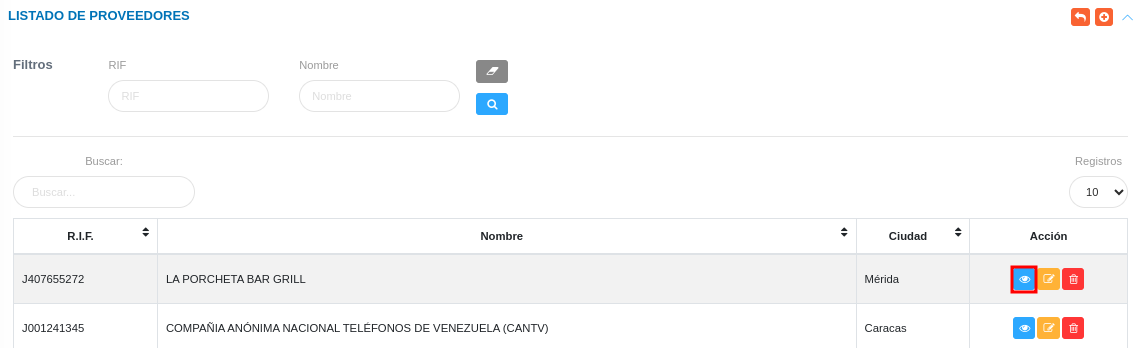 LISTADO DE PROVEEDORES
Filtros
RIF
Nombre
RIF
Nombre
Buscar:
Registros
Buscar...
10
R.I.F.
Nombre
Ciudad
Acción
J407655272
LA PORCHETA BAR GRILL
Mérida
J001241345
COMPAÑIA ANÓNIMA NACIONAL TELÉFONOS DE VENEZUELA (CANTV)
Caracas